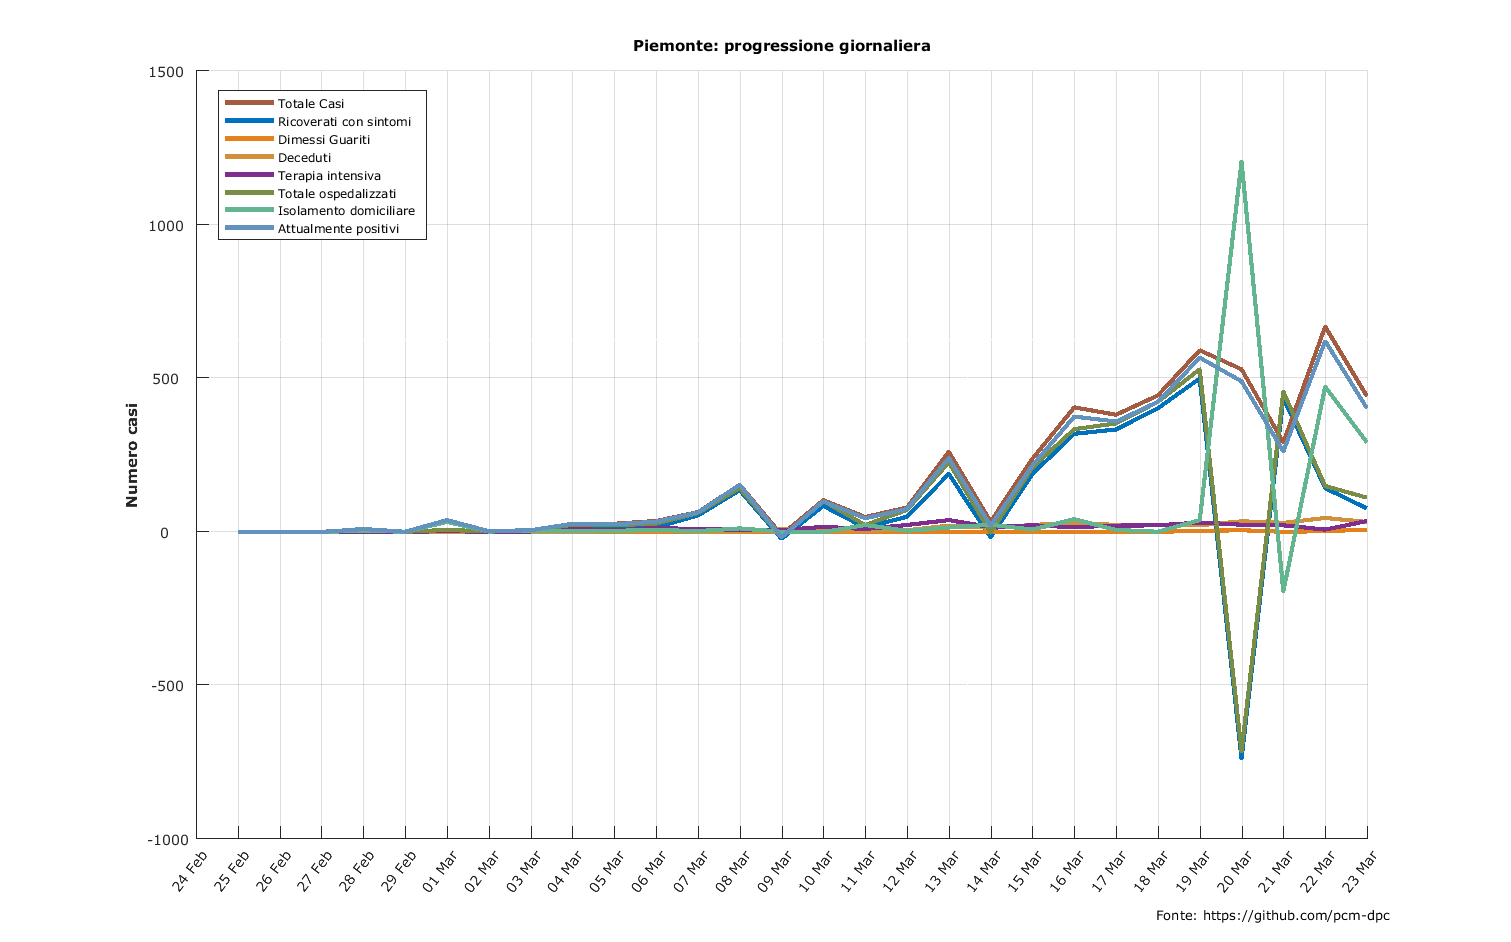 Piemonte: progressione giornaliera
1500
1000
500
0
-500
-1000
Numero casi
Totale Casi
Ricoverati con sintomi
Dimessi Guariti
Deceduti
Terapia intensiva
Totale ospedalizzati
Isolamento domiciliare
Attualmente positivi
24 Feb
25 Feb
26 Feb
27 Feb
28 Feb
29 Feb
01 Mar
02 Mar
03 Mar
04 Mar
05 Mar
06 Mar
07 Mar
08 Mar
09 Mar
10 Mar
11 Mar
12 Mar
13 Mar
14 Mar
15 Mar
16 Mar
17 Mar
18 Mar
19 Mar
20 Mar
21 Mar
22 Mar
23 Mar
Fonte: https://github.com/pcm-dpc